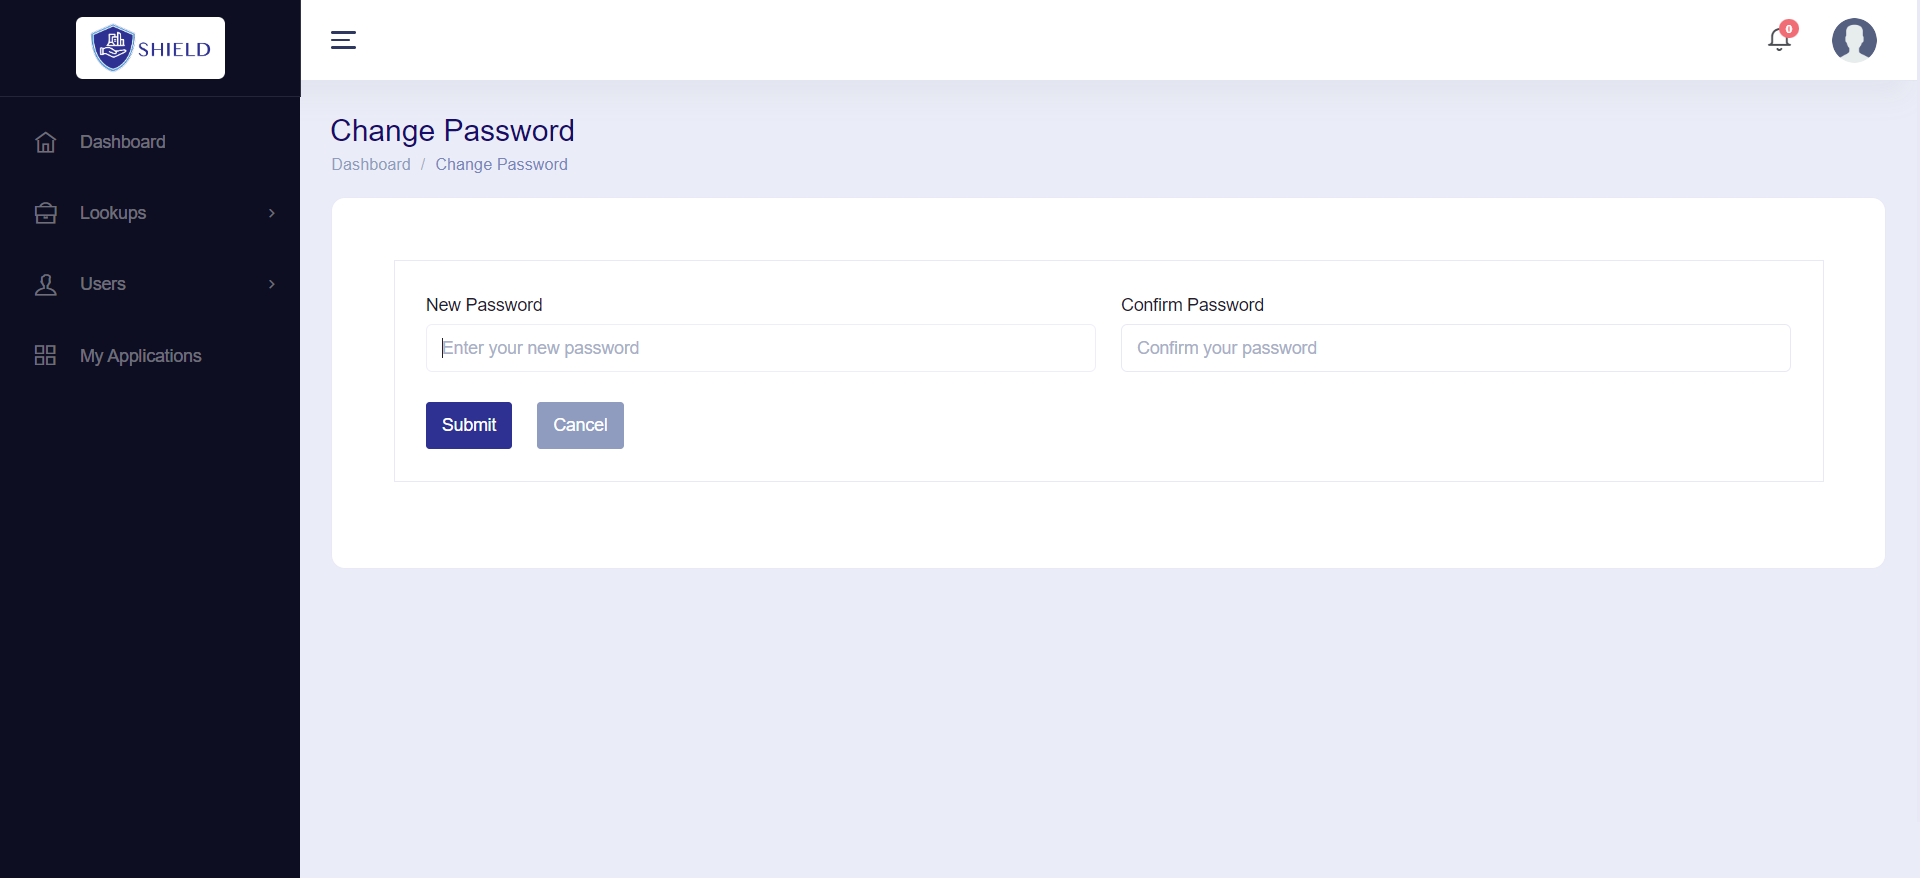 SHIELD
0
Dashboard
Lookups
Users
My Applications
Change Password
Dashboard / Change Password
New Password
Confirm Password
Enter your new password
Confirm your password
Submit
Cancel